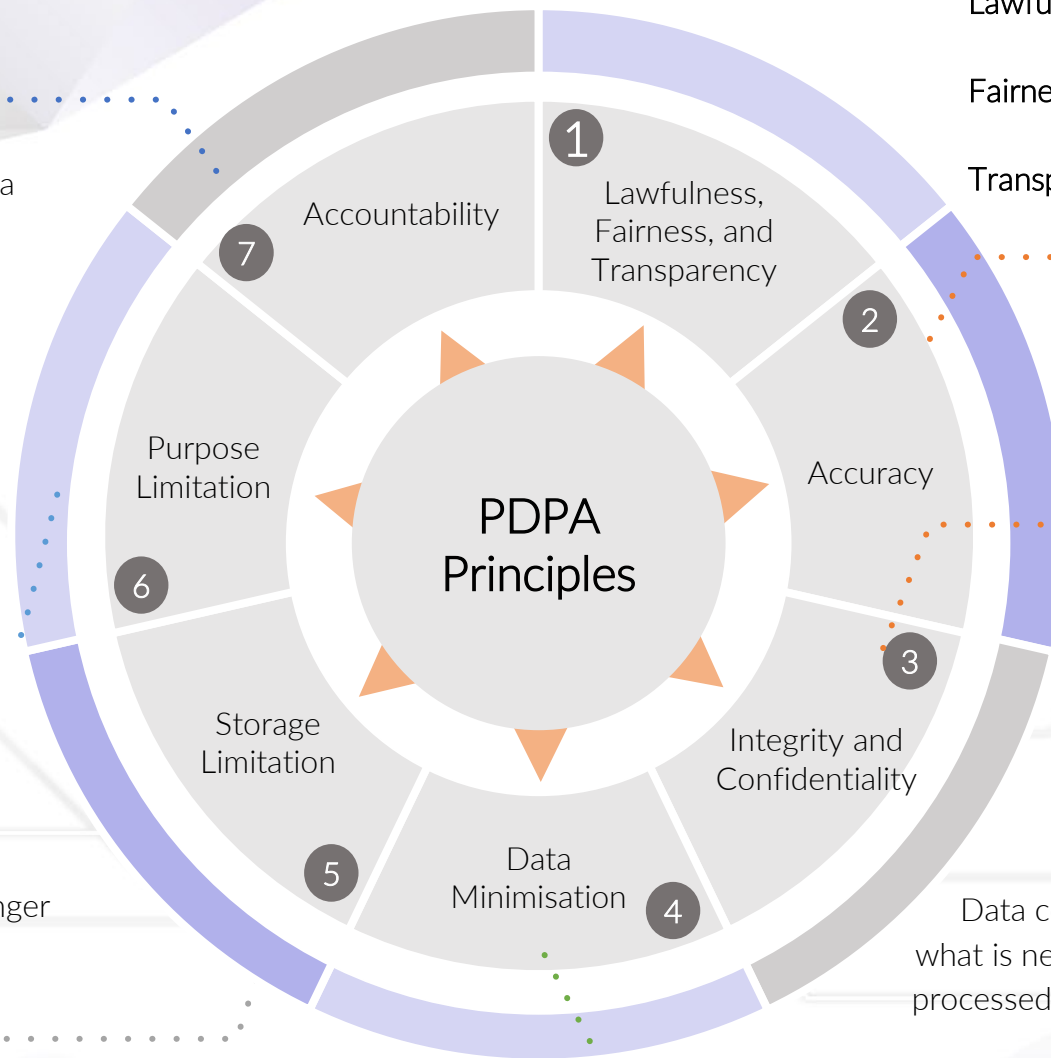 1
Lawfulness,
Fairness, and
Transparency
2
Accuracy
3
Integrity and
Confidentiality
4
Data
Minimisation
5
Storage
Limitation
6
Purpose
Limitation
7
Accountability
PDPA
Principles
a
Data c
what is ne
processed